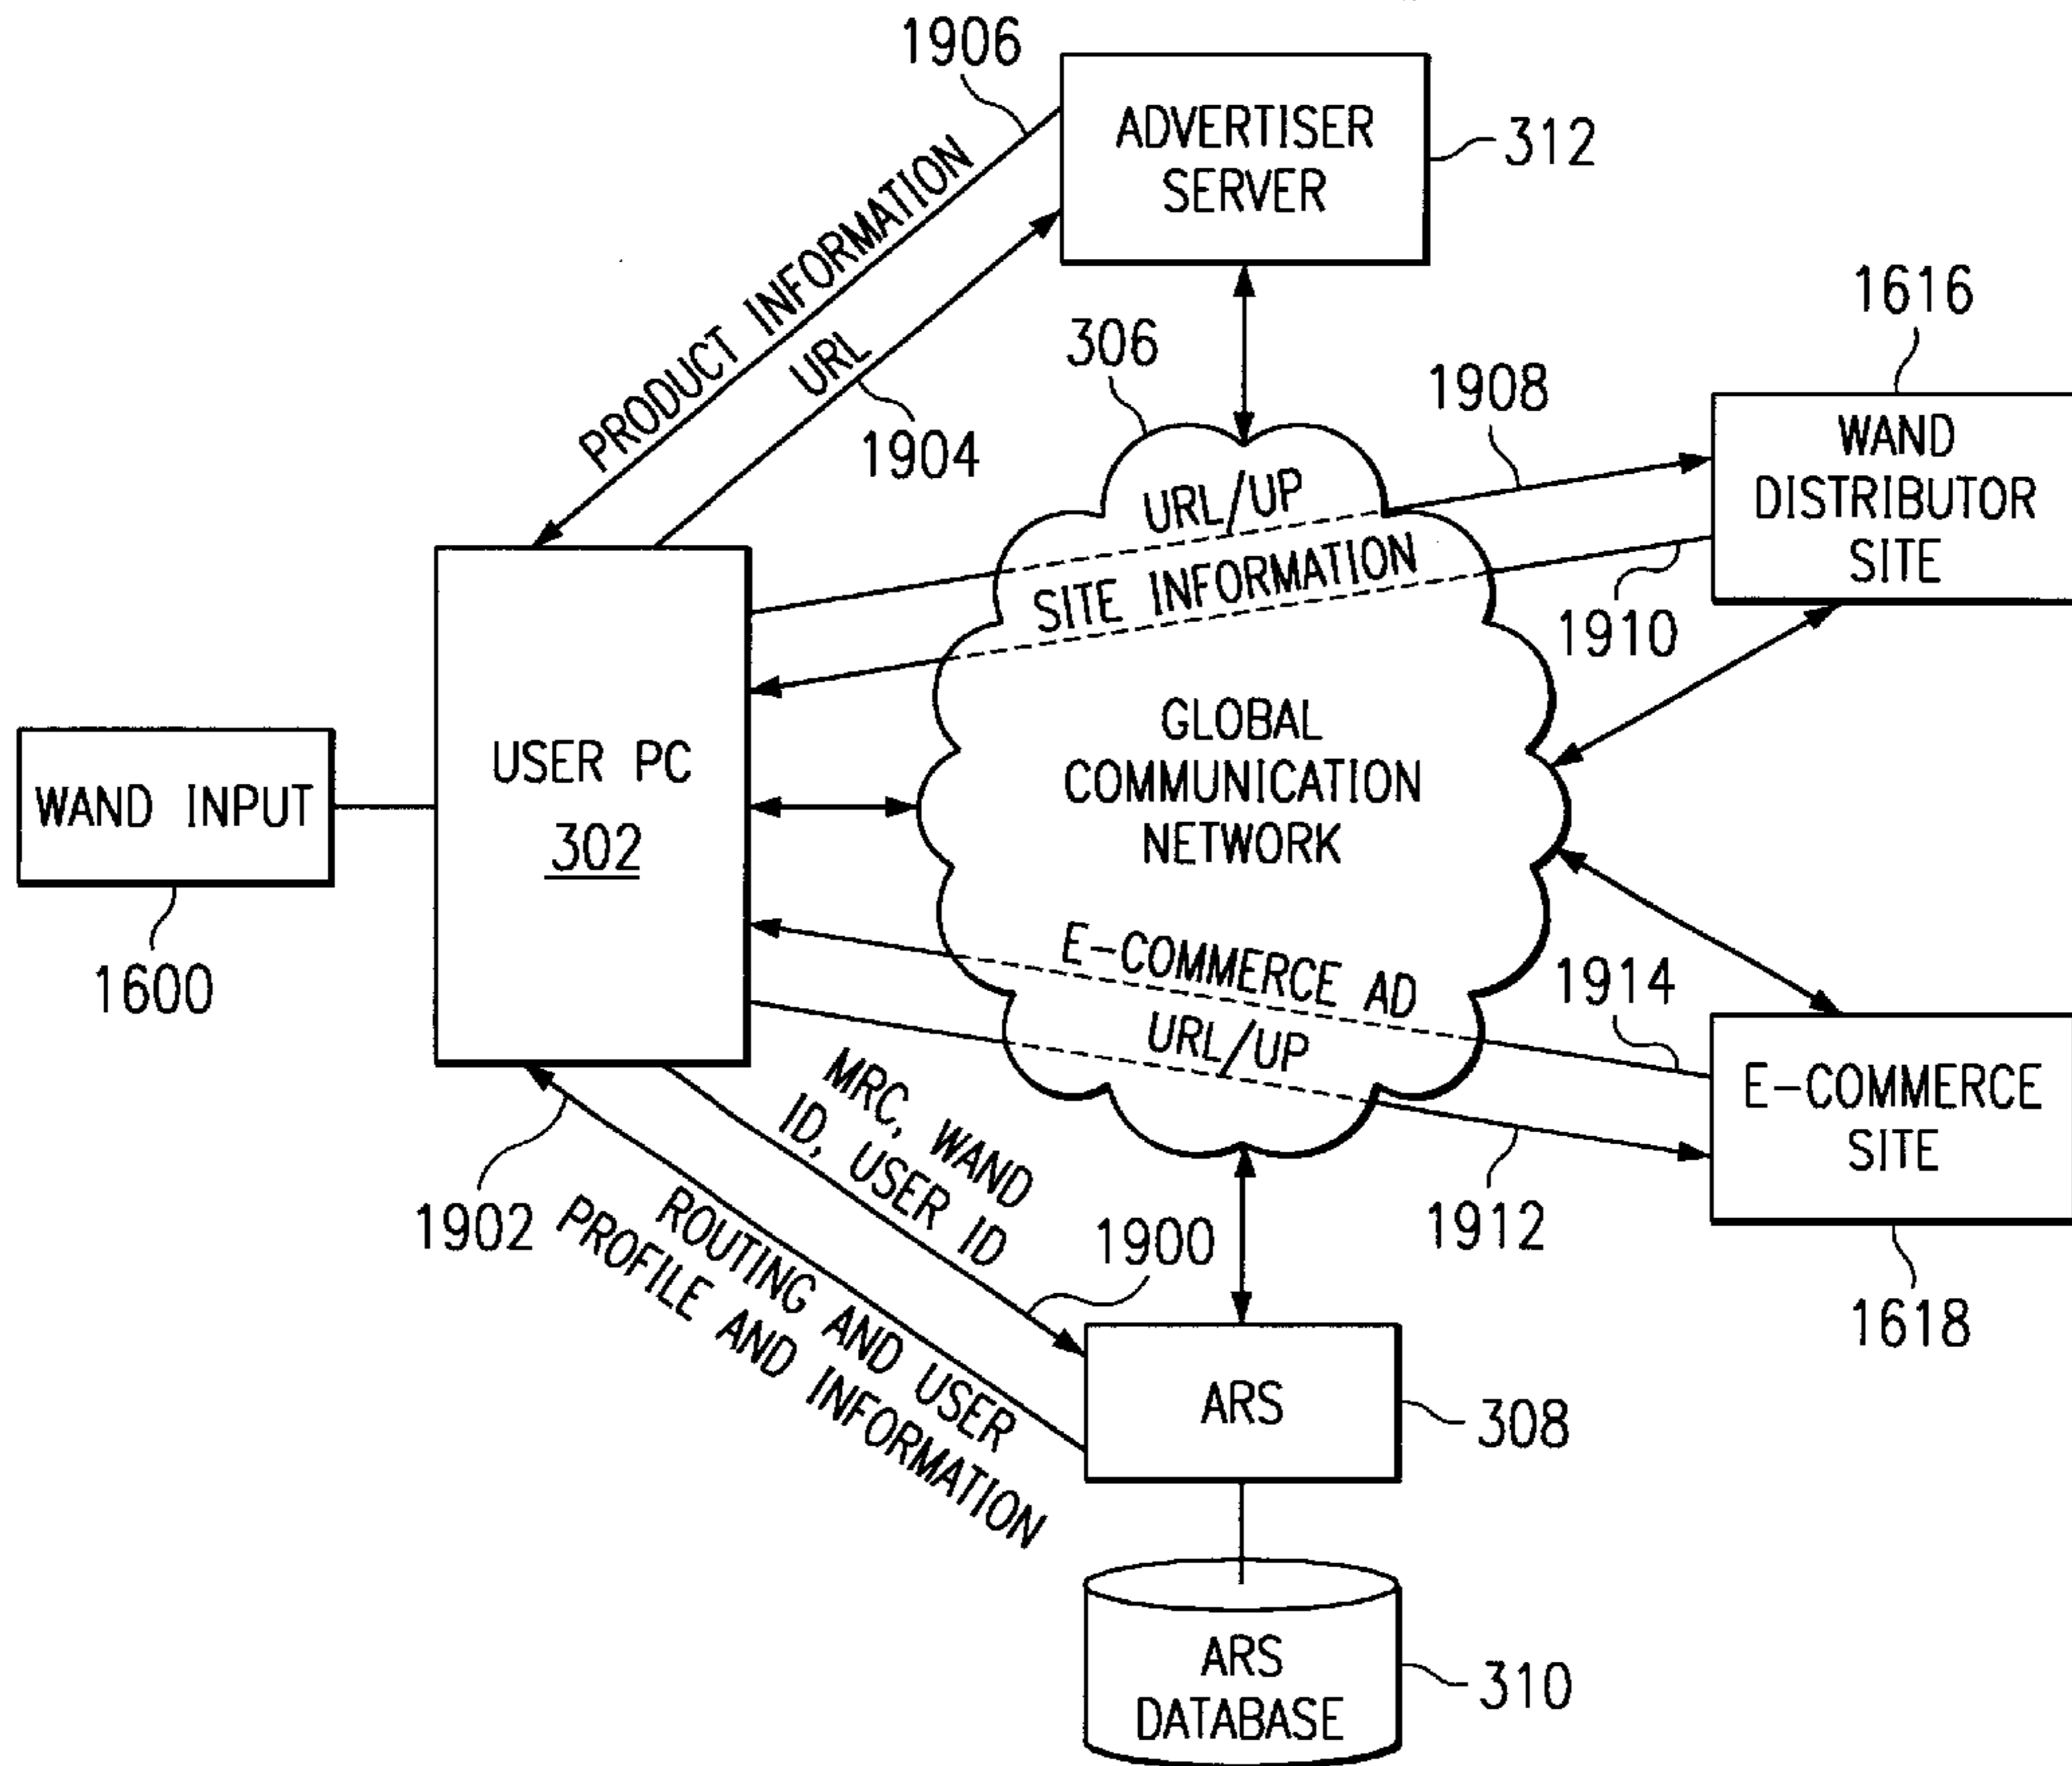 1906
ADVERTISER
SERVER
312
PRODUCT INFORMATION
URL
1904
306
1616
1908
WAND
DISTRIBUTOR
SITE
URL/UP
SITE INFORMATION
1910
GLOBAL
COMMUNICATION
NETWORK
USER PC
302
WAND INPUT
1600
E-COMMERCE AD
1914
URL/UP
E-COMMERCE
SITE
1912
1618
MRC, WAND
ID, USER ID
1902
1900
ROUTING AND USER
PROFILE AND INFORMATION
ARS
308
ARS
DATABASE
310